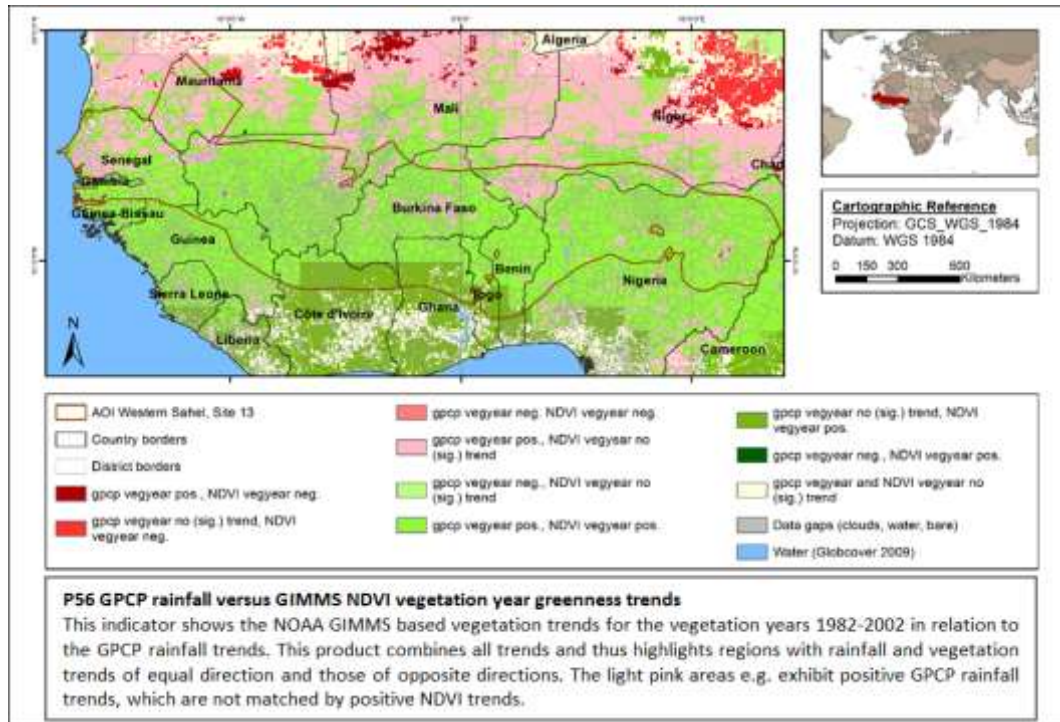 Algeria
Mauritania
Mali
Niger
Chad
Senegal
Gambia
Guinea-Bissau
Burkina Faso
Guinea
Benin
Nigeria
Sierra Leone
Togo
Côte d'Ivoire
Ghana
Liberia
Cameroon
N
Cartographic Reference
Projection: GCS_WGS_1984
Datum: WGS 1984
0 150 300 600
Kilometers
AOI Western Sahel, Site 13
Country borders
District borders
gpcp vegyear pos., NDVI vegyear neg.
gpcp vegyear no (sig.) trend, NDVI
vegyear neg.
gpcp vegyear neg. NDVI vegyear neg.
gpcp vegyear pos., NDVI vegyear no
(sig.) trend
gpcp vegyear neg., NDVI vegyear no
(sig.) trend
gpcp vegyear pos., NDVI vegyear pos.
gpcp vegyear no (sig.) trend, NDVI
vegyear pos.
gpcp vegyear neg., NDVI vegyear pos.
gpcp vegyear and NDVI vegyear no
(sig.) trend
Data gaps (clouds, water, bare)
Water (Globcover 2009)
P56 GPCP rainfall versus GIMMS NDVI vegetation year greenness trends
This indicator shows the NOAA GIMMS based vegetation trends for the vegetation years 1982-2002 in relation to
the GPCP rainfall trends. This product combines all trends and thus highlights regions with rainfall and vegetation
trends of equal direction and those of opposite directions. The light pink areas e.g. exhibit positive GPCP rainfall
trends, which are not matched by positive NDVI trends.